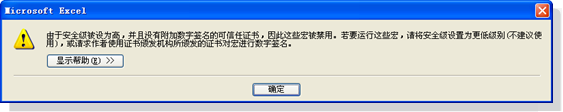 Microsoft Excel
由于安全级被设为高，并且没有附加数字签名的可信任证书，因此这些宏被禁用。若要运行这些宏，请将安全级设置为更低级别(不建议使
用)，或请求作者使用证书颁发机构所颁发的证书对宏进行数字签名。
显示帮助(E) >>
确定